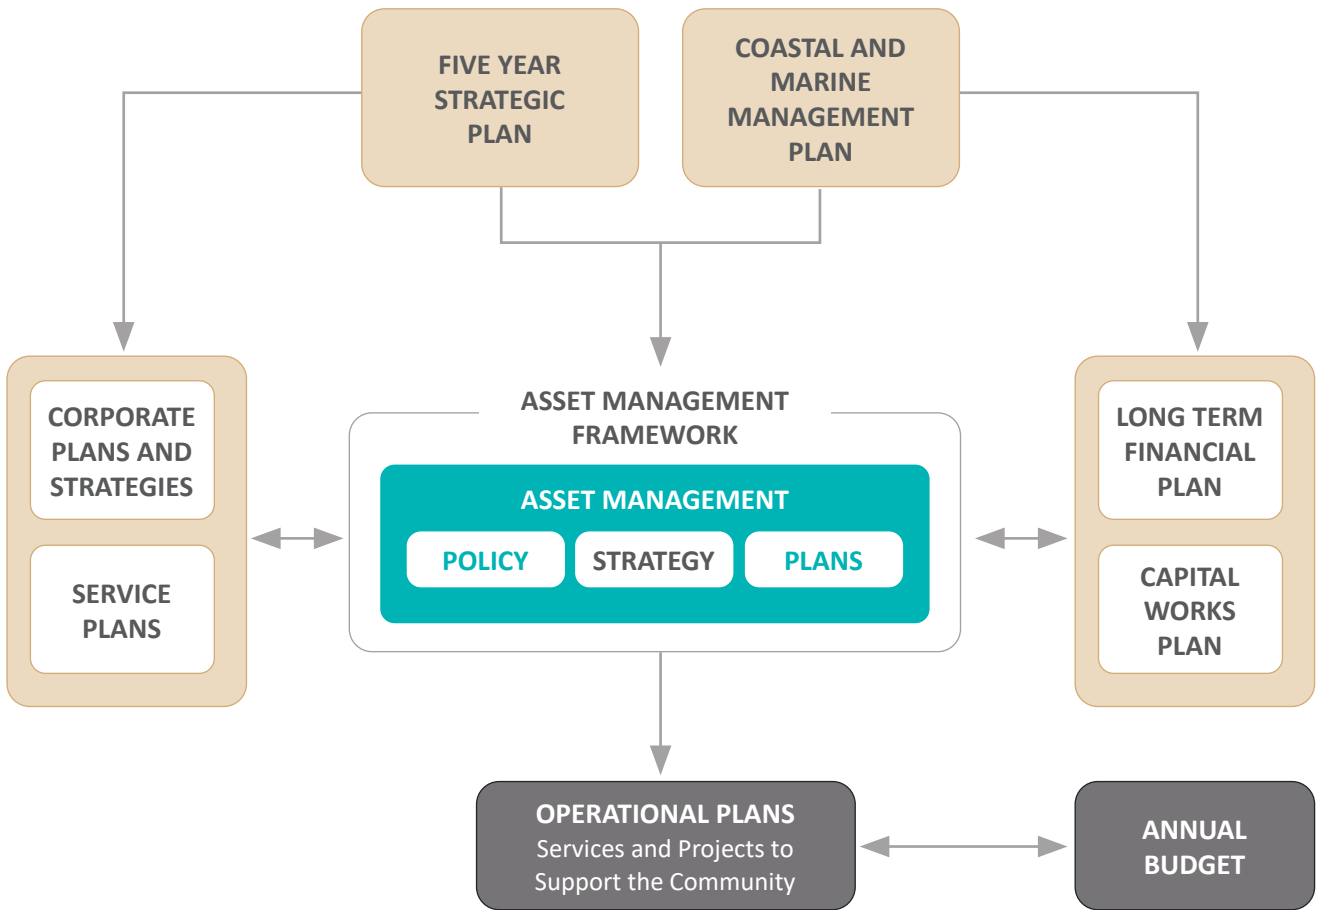 FIVE YEAR
STRATEGIC
PLAN
COASTAL AND
MARINE
MANAGEMENT
PLAN
CORPORATE
PLANS AND
STRATEGIES
SERVICE
PLANS
ASSET MANAGEMENT
FRAMEWORK
ASSET MANAGEMENT
POLICY
STRATEGY
PLANS
LONG TERM
FINANCIAL
PLAN
CAPITAL
WORKS
PLAN
OPERATIONAL PLANS
Services and Projects to
Support the Community
ANNUAL
BUDGET